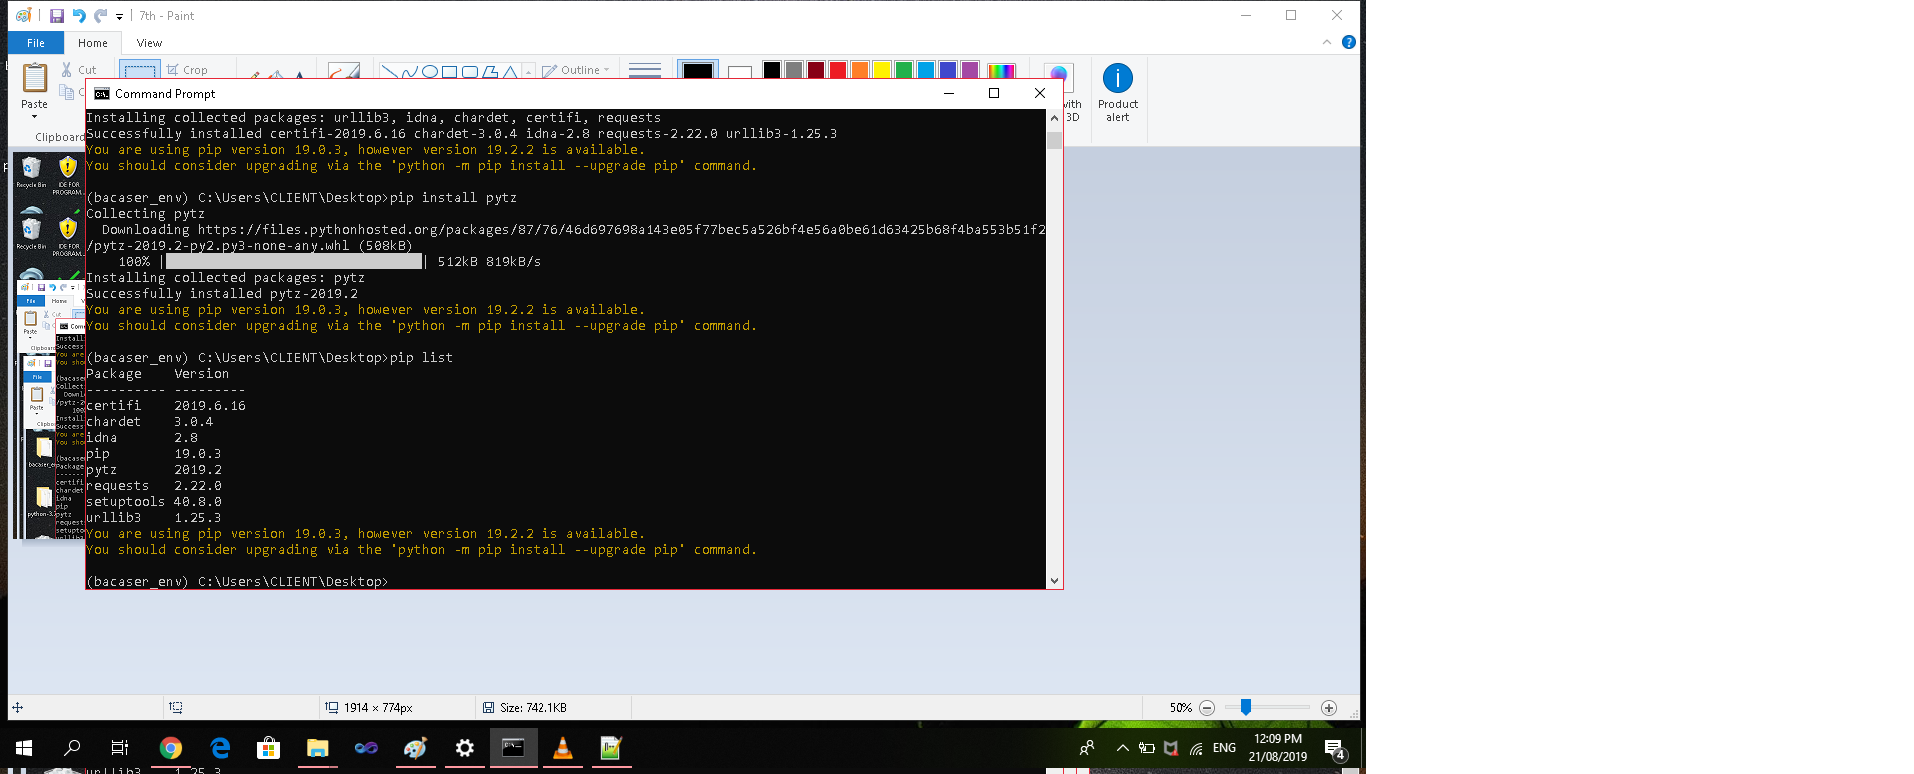 7th - Paint
File
Home
View
Paste
Cut
Crop
Outline
with
3D
Product
alert
Clipboard
Command Prompt
Installing collected packages: urllib3, idna, chardet, certifi, requests
Successfully installed certifi-2019.6.16 chardet-3.0.4 idna-2.8 requests-2.22.0 urllib3-1.25.3
You are using pip version 19.0.3, however version 19.2.2 is available.
You should consider upgrading via the 'python -m pip install --upgrade pip' command.
(bacaser_env) C:\Users\CLIENT\Desktop>pip install pytz
Collecting pytz
Downloading https://files.pythonhosted.org/packages/87/76/46d697698a143e05f77bec5a526bf4e56a0be61d63425b68f4ba553b51f2
/pytz-2019.2-py2.py3-none-any.whl (508kB)
100% | | 512kB 819kB/s
Installing collected packages: pytz
Successfully installed pytz-2019.2
You are using pip version 19.0.3, however version 19.2.2 is available.
You should consider upgrading via the 'python -m pip install --upgrade pip' command.
(bacaser_env) C:\Users\CLIENT\Desktop>pip list
Package Version
---------- ---------
certifi 2019.6.16
chardet 3.0.4
idna 2.8
pip 19.0.3
pytz 2019.2
requests 2.22.0
setuptools 40.8.0
urllib3 1.25.3
You are using pip version 19.0.3, however version 19.2.2 is available.
You should consider upgrading via the 'python -m pip install --upgrade pip' command.
(bacaser_env) C:\Users\CLIENT\Desktop>
Recycle Bin
IDE FOR
PROGRAM...
Recycle Bin
IDE FOR
PROGRAM...
1914 × 774px
Size: 742.1KB
50%
ENG
12:09 PM
21/08/2019
4
urllib3 1.25.3